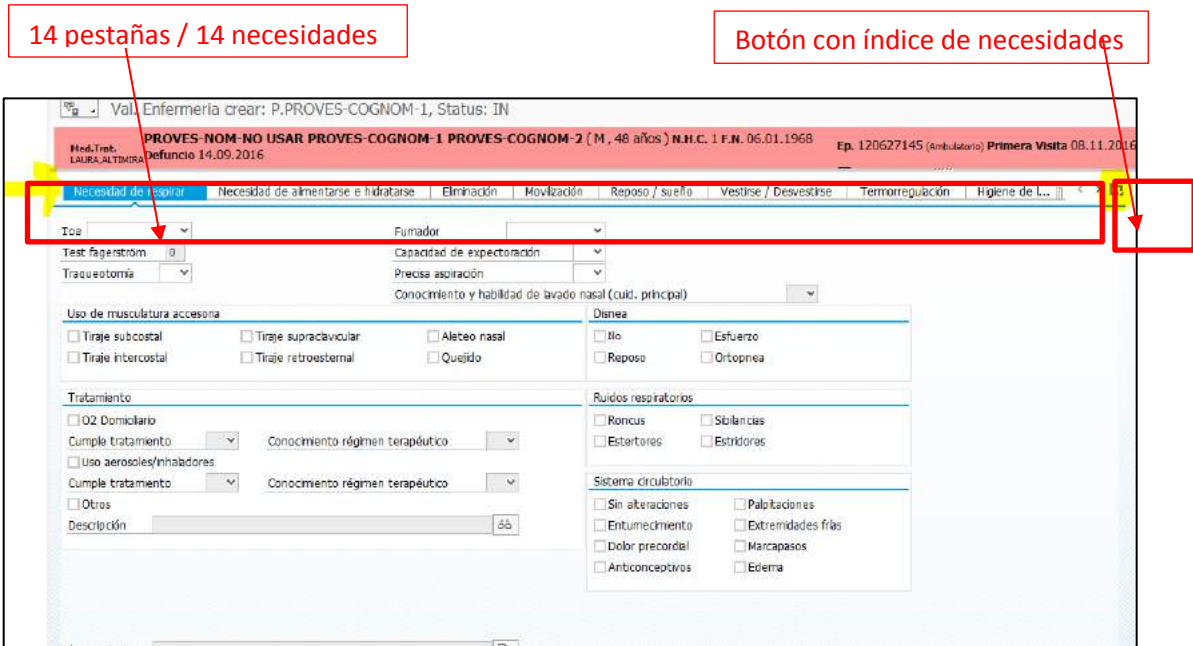 14 pestañas / 14 necesidades
Botón con índice de necesidades
Val. Enfermeria crear: P.PROVES-COGNOM-1, Status: IN
Med.Trat. PROVES-NOM-NO USAR PROVES-COGNOM-1 PROVES-COGNOM-2 ( M , 48 años ) N.H.C. 1 F.N. 06.01.1968
LAURA,ALTIMIRA Defuncio 14.09.2016
Ep. 120627145 (Ambulatorio) Primera Visita 08.11.2016
Necesidad de respirar Necesidad de alimentarse e hidratarse Eliminación Movilización Reposo / sueño Vestirse / Desvestirse Termorregulación Higiene de l...
Tos Fumador
Test fagerström 0 Capacidad de expectoración
Traqueotomía Precisa aspiración
Conocimiento y habilidad de lavado nasal (cuid. principal)
Uso de musculatura accesoria Disnea
Tiraje subcostal Tiraje supraclavicular Aleteo nasal No Esfuerzo
Tiraje intercostal Tiraje retroesternal Quejido Reposo Ortopnea
Tratamiento Ruidos respiratorios
O2 Domiciliario Roncus Sibilancias
Cumple tratamiento Conocimiento régimen terapéutico Estertores Estridores
Uso aerosoles/inhaladores
Cumple tratamiento Conocimiento régimen terapéutico Sistema circulatorio
Otros Sin alteraciones Palpitaciones
Descripción Entumecimiento Extremidades frías
Dolor precordial Marcapasos
Anticonceptivos Edema